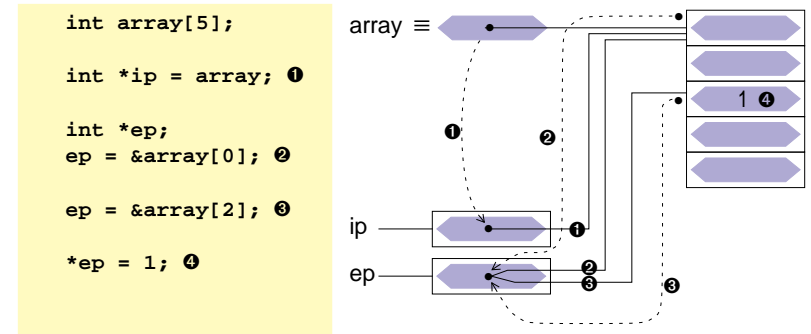 int array[5];
int *ip = array; ❶
int *ep;
ep = &array[0]; ❷
ep = &array[2]; ❸
*ep = 1; ❹
array ≡
1 ❹
❶
❷
ip
❶
ep
❷
❸
❸